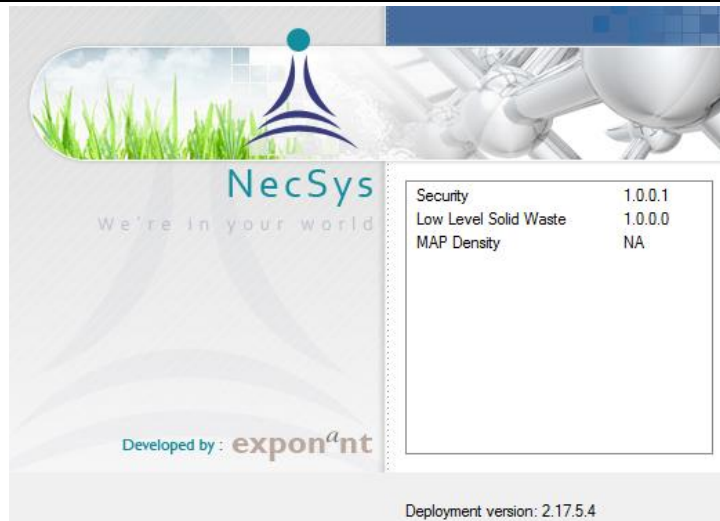 NecSys
We're in your world
Security 1.0.0.1
Low Level Solid Waste 1.0.0.0
MAP Density NA
Developed by : exponant
Deployment version: 2.17.5.4